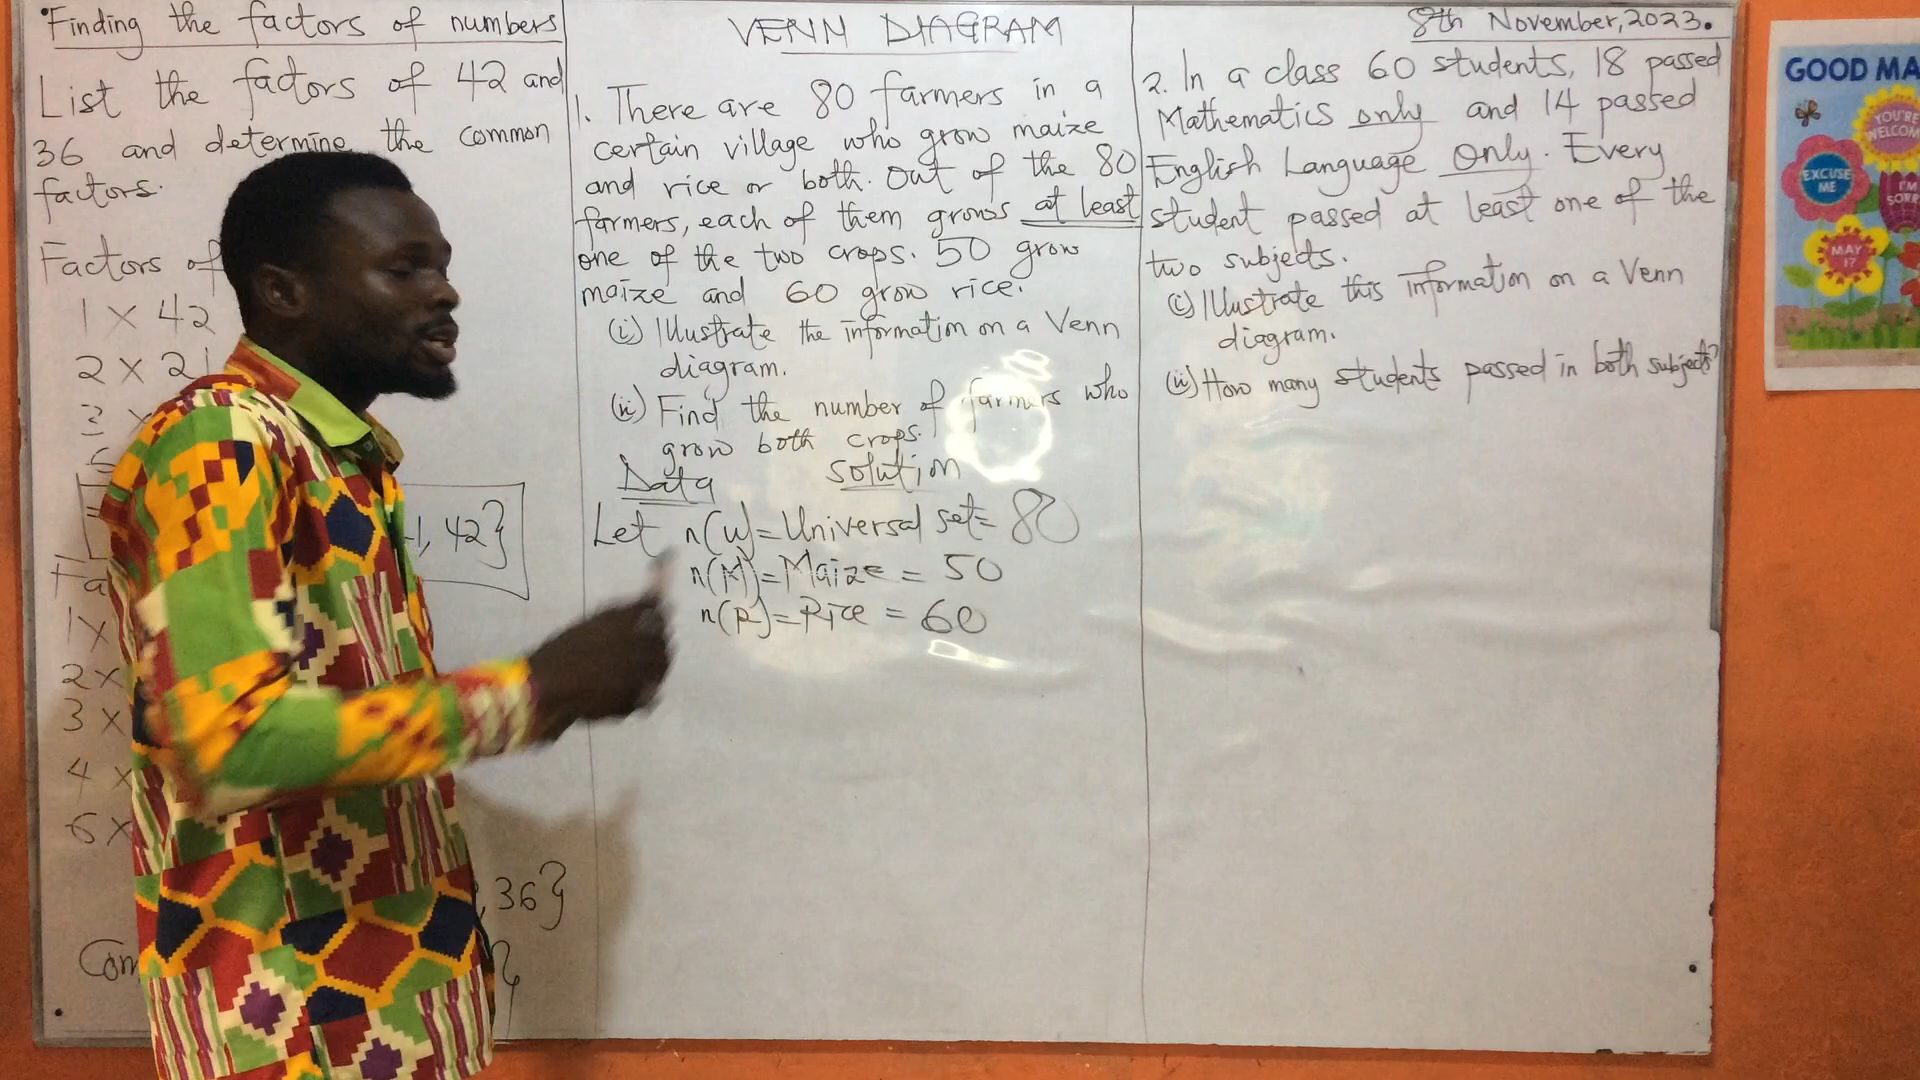 Finding the factors of numbers
List the factors of 42 and
36 and determine the common
factors.
Factors of
1 x 42
2 x 21
3 x
1, 42}
1 x
2 x
3 x
4 x
6 x
, 36}
Com
}
VENN DIAGRAM
1. There are 80 farmers in a
certain village who grow maize
and rice or both. Out of the 80
farmers, each of them grows at least
one of the two crops. 50 grow
maize and 60 grow rice.
(i) Illustrate the information on a Venn
diagram.
(ii) Find the number of farmers who
grow both crops.
Data Solution
Let n(U)=Universal set= 80
n(M)=Maize = 50
n(R)=Rice = 60
8th November, 2023.
2. In a class 60 students, 18 passed
Mathematics only and 14 passed
English Language Only. Every
student passed at least one of the
two subjects.
(i) Illustrate this information on a Venn
diagram.
(ii) How many students passed in both subjects?
GOOD MA
YOU'RE
WELCOM
EXCUSE
ME
I'M
SORR
MAY
I?